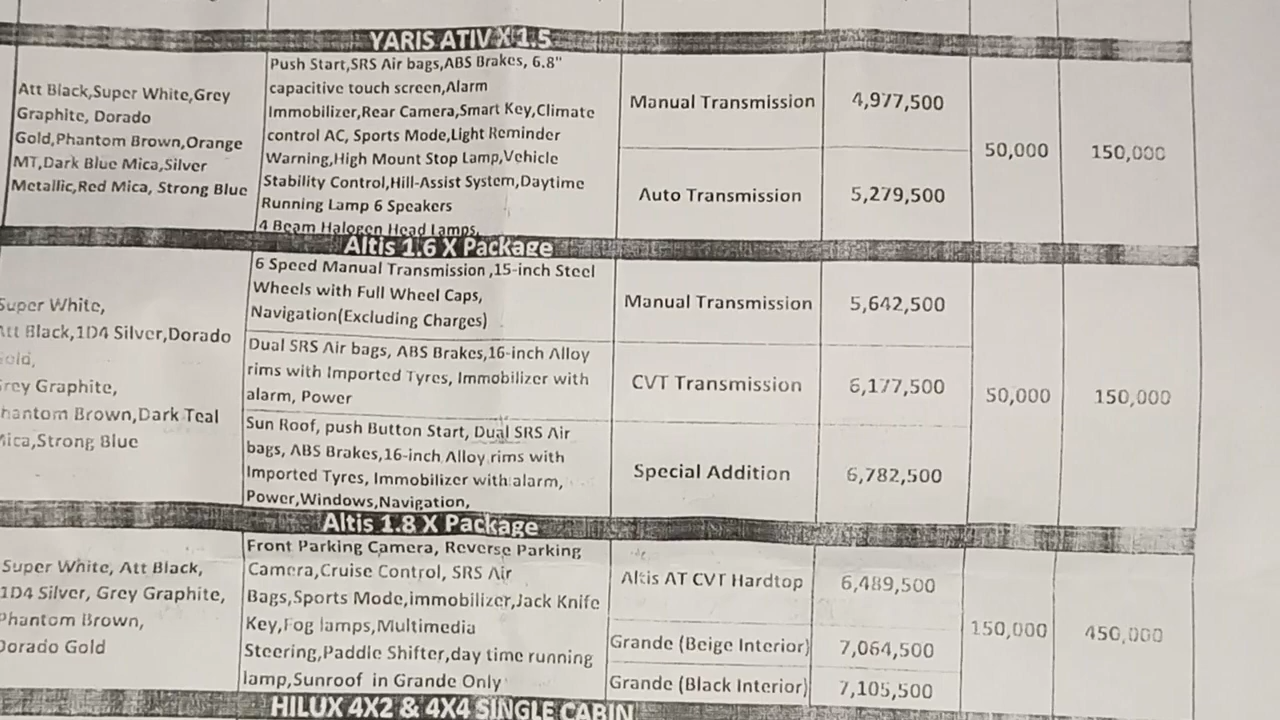 YARIS ATIV X 1.5
Att Black,Super White,Grey
Graphite, Dorado
Gold,Phantom Brown,Orange
MT,Dark Blue Mica,Silver
Metallic,Red Mica, Strong Blue
Push Start,SRS Air bags,ABS Brakes, 6.8"
capacitive touch screen,Alarm
Immobilizer,Rear Camera,Smart Key,Climate
control AC, Sports Mode,Light Reminder
Warning,High Mount Stop Lamp,Vehicle
Stability Control,Hill-Assist System,Daytime
Running Lamp 6 Speakers
4 Beam Halogen Head Lamps,
Manual Transmission
4,977,500
Auto Transmission
5,279,500
50,000
150,000
Altis 1.6 X Package
Super White,
Att Black,1D4 Silver,Dorado
Gold,
Grey Graphite,
Phantom Brown,Dark Teal
Mica,Strong Blue
6 Speed Manual Transmission ,15-inch Steel
Wheels with Full Wheel Caps,
Navigation(Excluding Charges)
Manual Transmission
5,642,500
Dual SRS Air bags, ABS Brakes,16-inch Alloy
rims with Imported Tyres, Immobilizer with
alarm, Power
CVT Transmission
6,177,500
Sun Roof, push Button Start, Dual SRS Air
bags, ABS Brakes,16-inch Alloy rims with
Imported Tyres, Immobilizer with alarm,
Power,Windows,Navigation,
Special Addition
6,782,500
50,000
150,000
Altis 1.8 X Package
Super White, Att Black,
1D4 Silver, Grey Graphite,
Phantom Brown,
Dorado Gold
Front Parking Camera, Reverse Parking
Camera,Cruise Control, SRS Air
Bags,Sports Mode,immobilizer,Jack Knife
Key,Fog lamps,Multimedia
Steering,Paddle Shifter,day time running
lamp,Sunroof in Grande Only
Altis AT CVT Hardtop
6,489,500
Grande (Beige Interior)
7,064,500
Grande (Black Interior)
7,105,500
150,000
450,000
HILUX 4X2 & 4X4 SINGLE CABIN